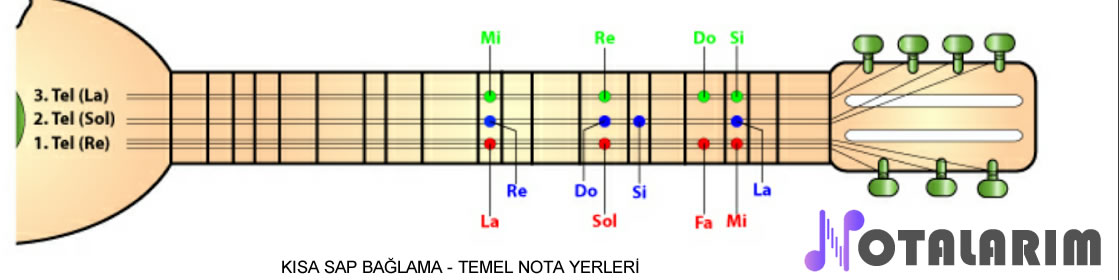 Mi Re Do Si
3. Tel (La)
2. Tel (Sol)
1. Tel (Re)
Re Do Si La
La Sol Fa Mi
NOTALARIM
KISA SAP BAĞLAMA - TEMEL NOTA YERLERİ